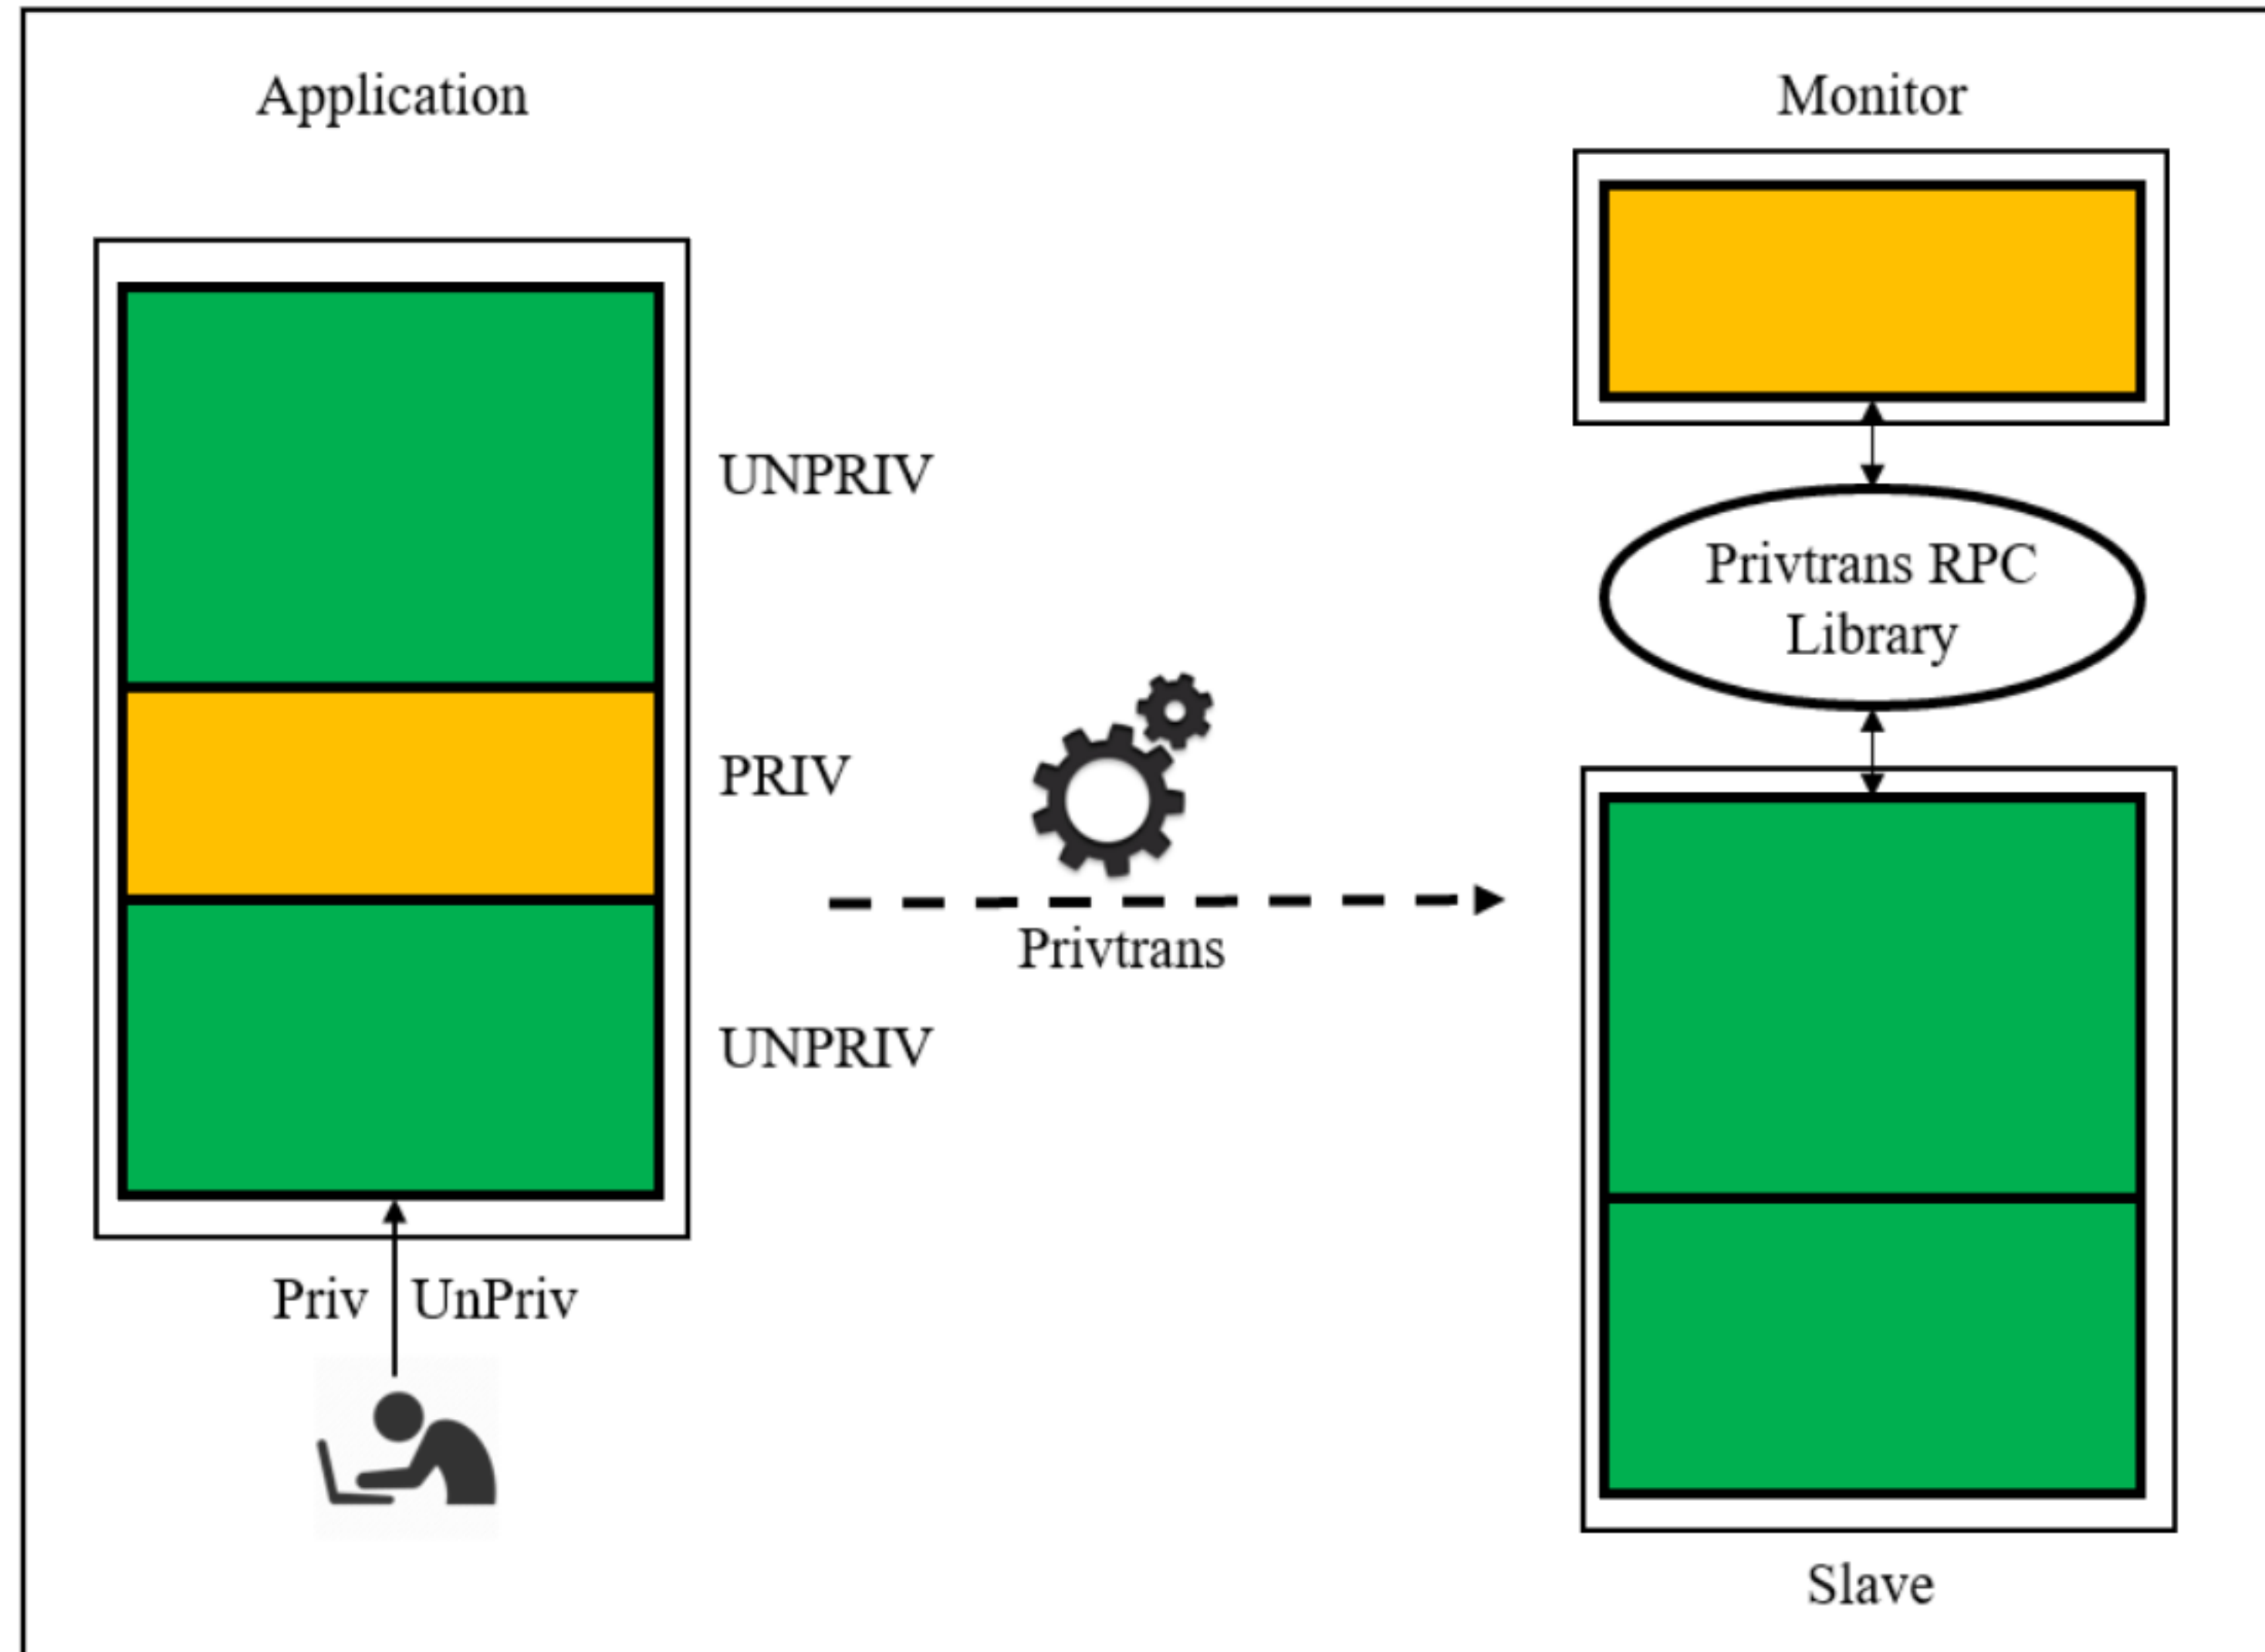 Application
Monitor
UNPRIV
PRIV
UNPRIV
Priv
UnPriv
Privtrans
Privtrans RPC
Library
Slave